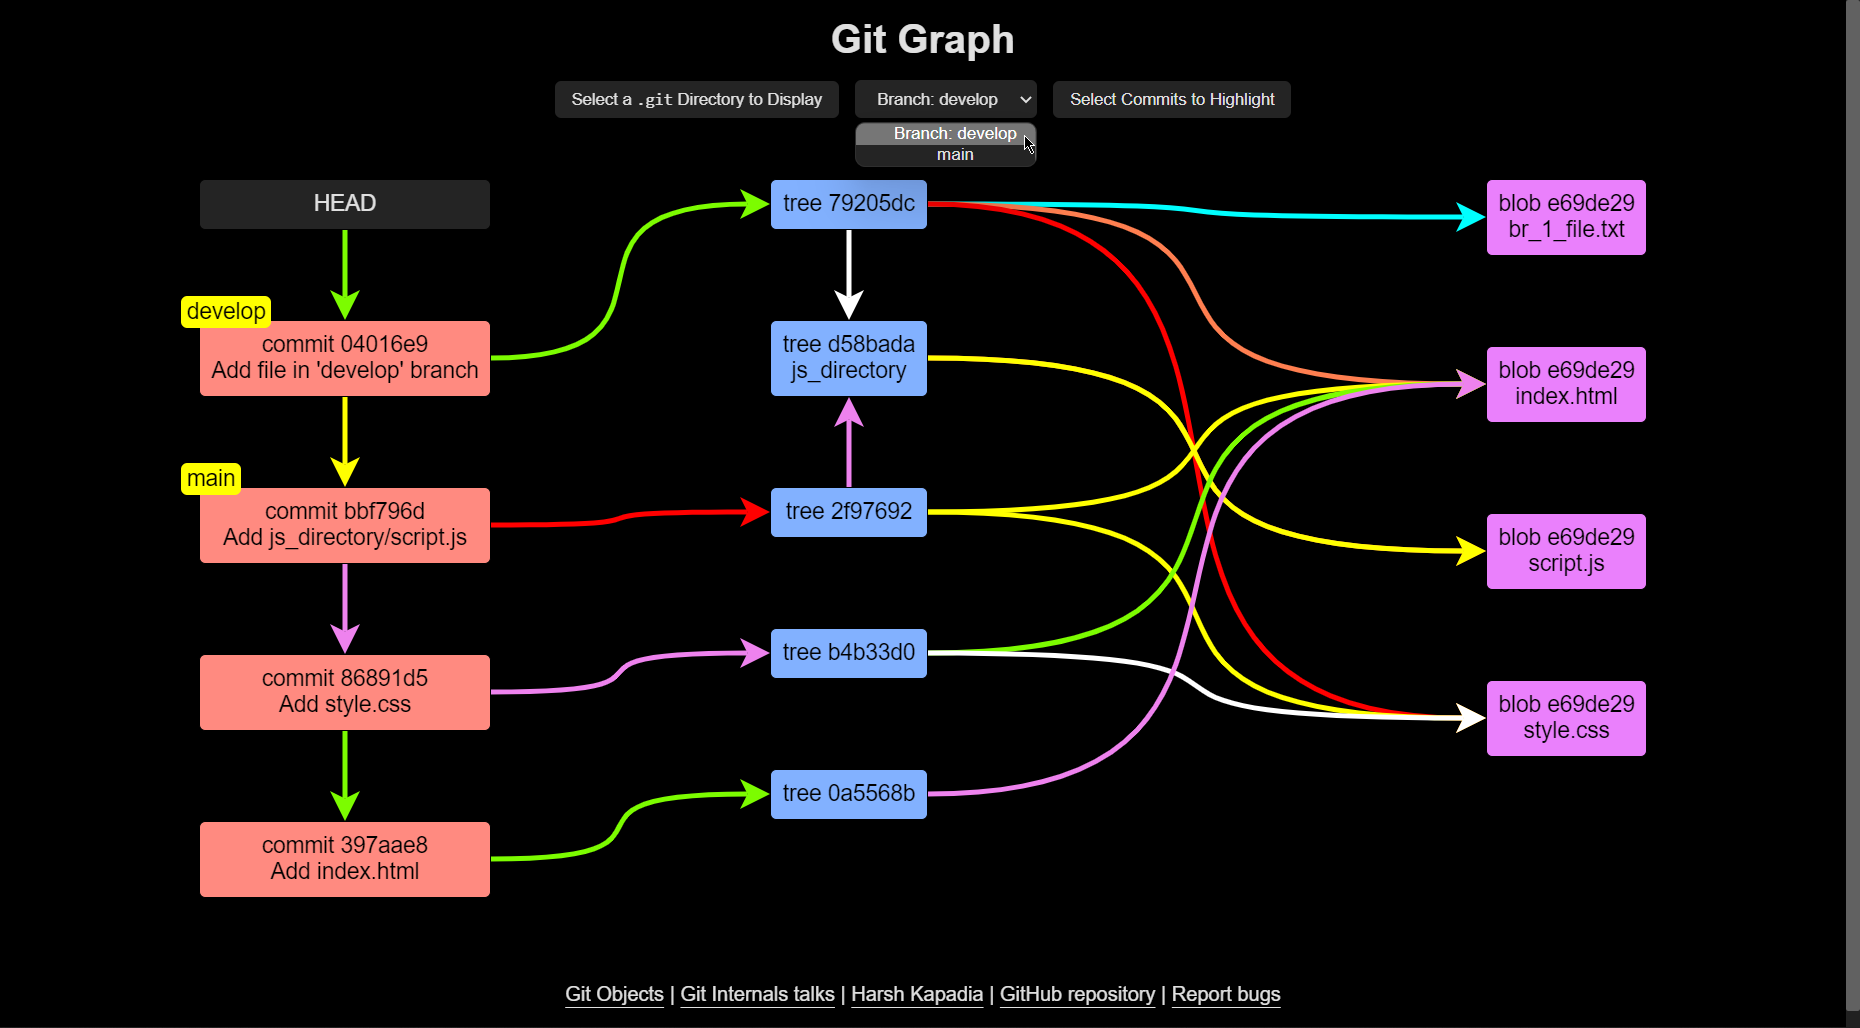 Git Graph
Select a .git Directory to Display
Branch: develop
Select Commits to Highlight
Branch: develop
main
HEAD
develop
commit 04016e9
Add file in 'develop' branch
main
commit bbf796d
Add js_directory/script.js
commit 86891d5
Add style.css
commit 397aae8
Add index.html
tree 79205dc
tree d58bada
js_directory
tree 2f97692
tree b4b33d0
tree 0a5568b
blob e69de29
br_1_file.txt
blob e69de29
index.html
blob e69de29
script.js
blob e69de29
style.css
Git Objects | Git Internals talks | Harsh Kapadia | GitHub repository | Report bugs